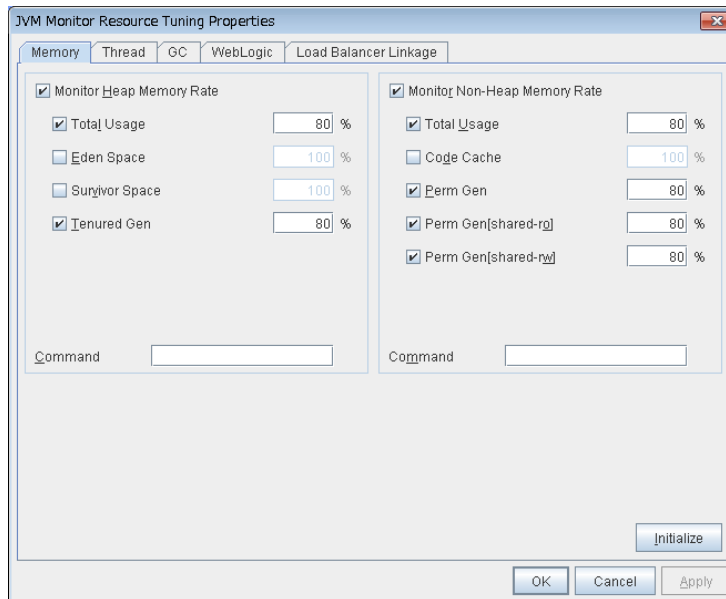 JVM Monitor Resource Tuning Properties
Memory Thread GC WebLogic Load Balancer Linkage
Monitor Heap Memory Rate
Total Usage 80 %
Eden Space 100 %
Survivor Space 100 %
Tenured Gen 80 %
Command
Monitor Non-Heap Memory Rate
Total Usage 80 %
Code Cache 100 %
Perm Gen 80 %
Perm Gen[shared-ro] 80 %
Perm Gen[shared-rw] 80 %
Command
Initialize
OK Cancel Apply